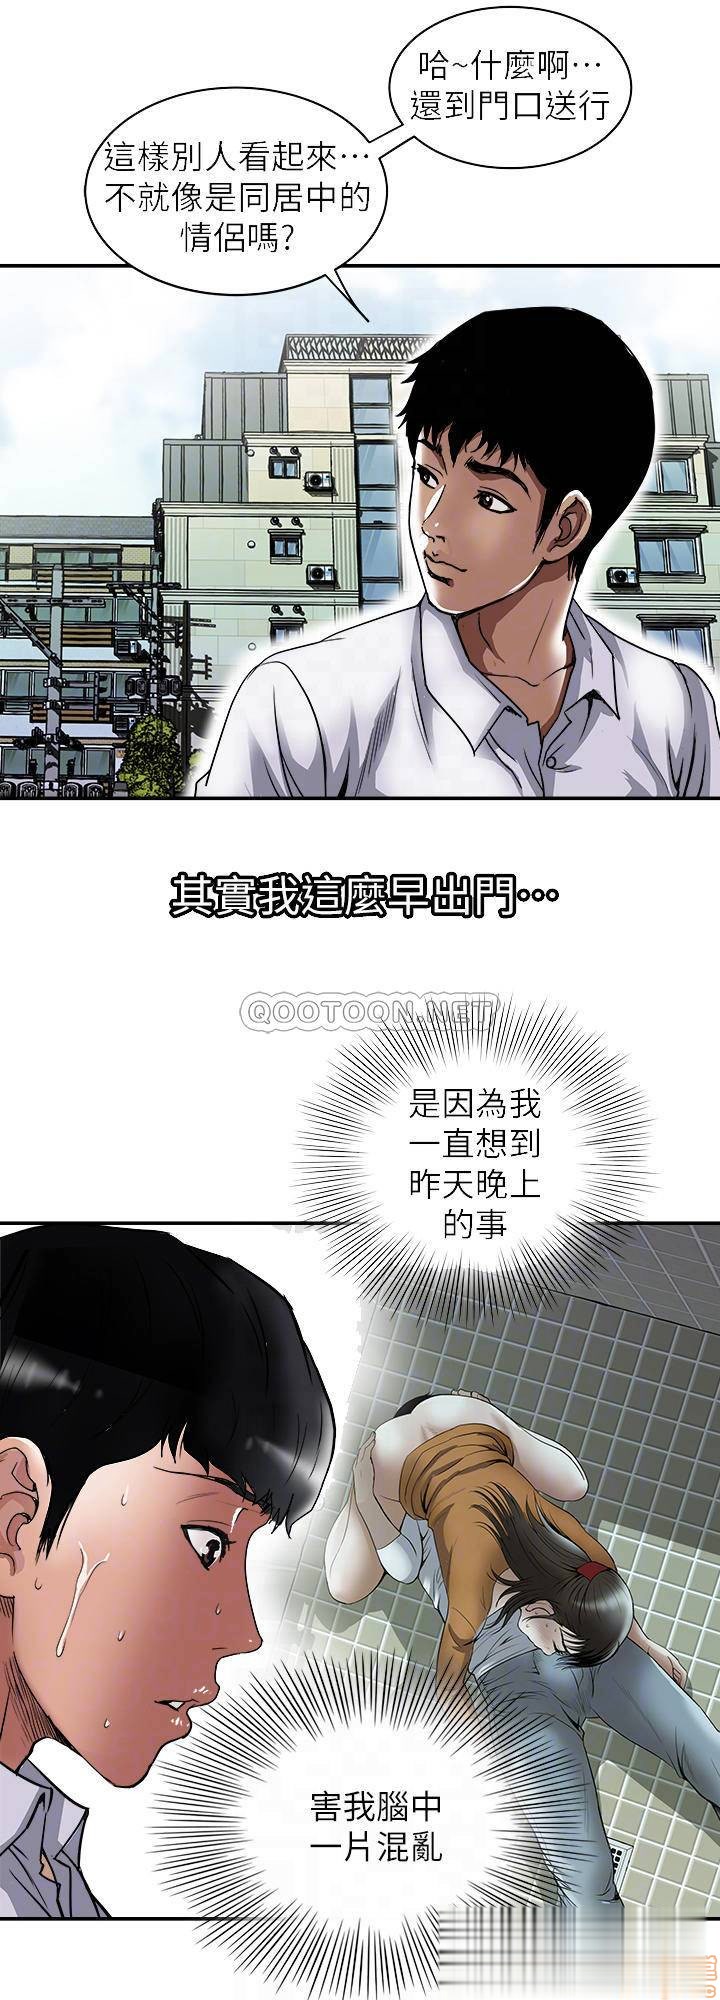 哈~什麼啊…
還到門口送行
這樣別人看起來…
不就像是同居中的
情侶嗎?
其實我這麼早出門…
QOOTOON.NET
是因為我
一直想到
昨天晚上
的事
害我腦中
一片混亂